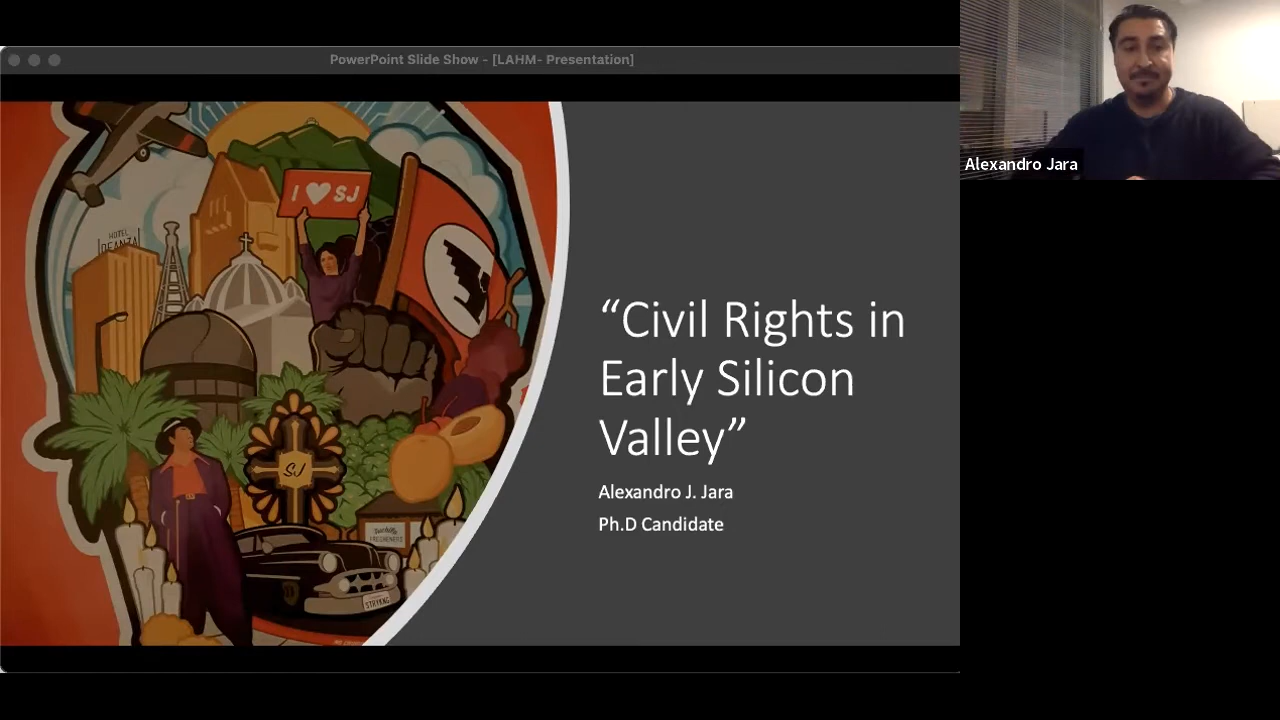 PowerPoint Slide Show - [LAHM- Presentation]
Alexandro Jara
I ♥ SJ
HOTEL
DEANZA
“Civil Rights in
Early Silicon
Valley”
SJ
Alexandro J. Jara
Ph.D Candidate